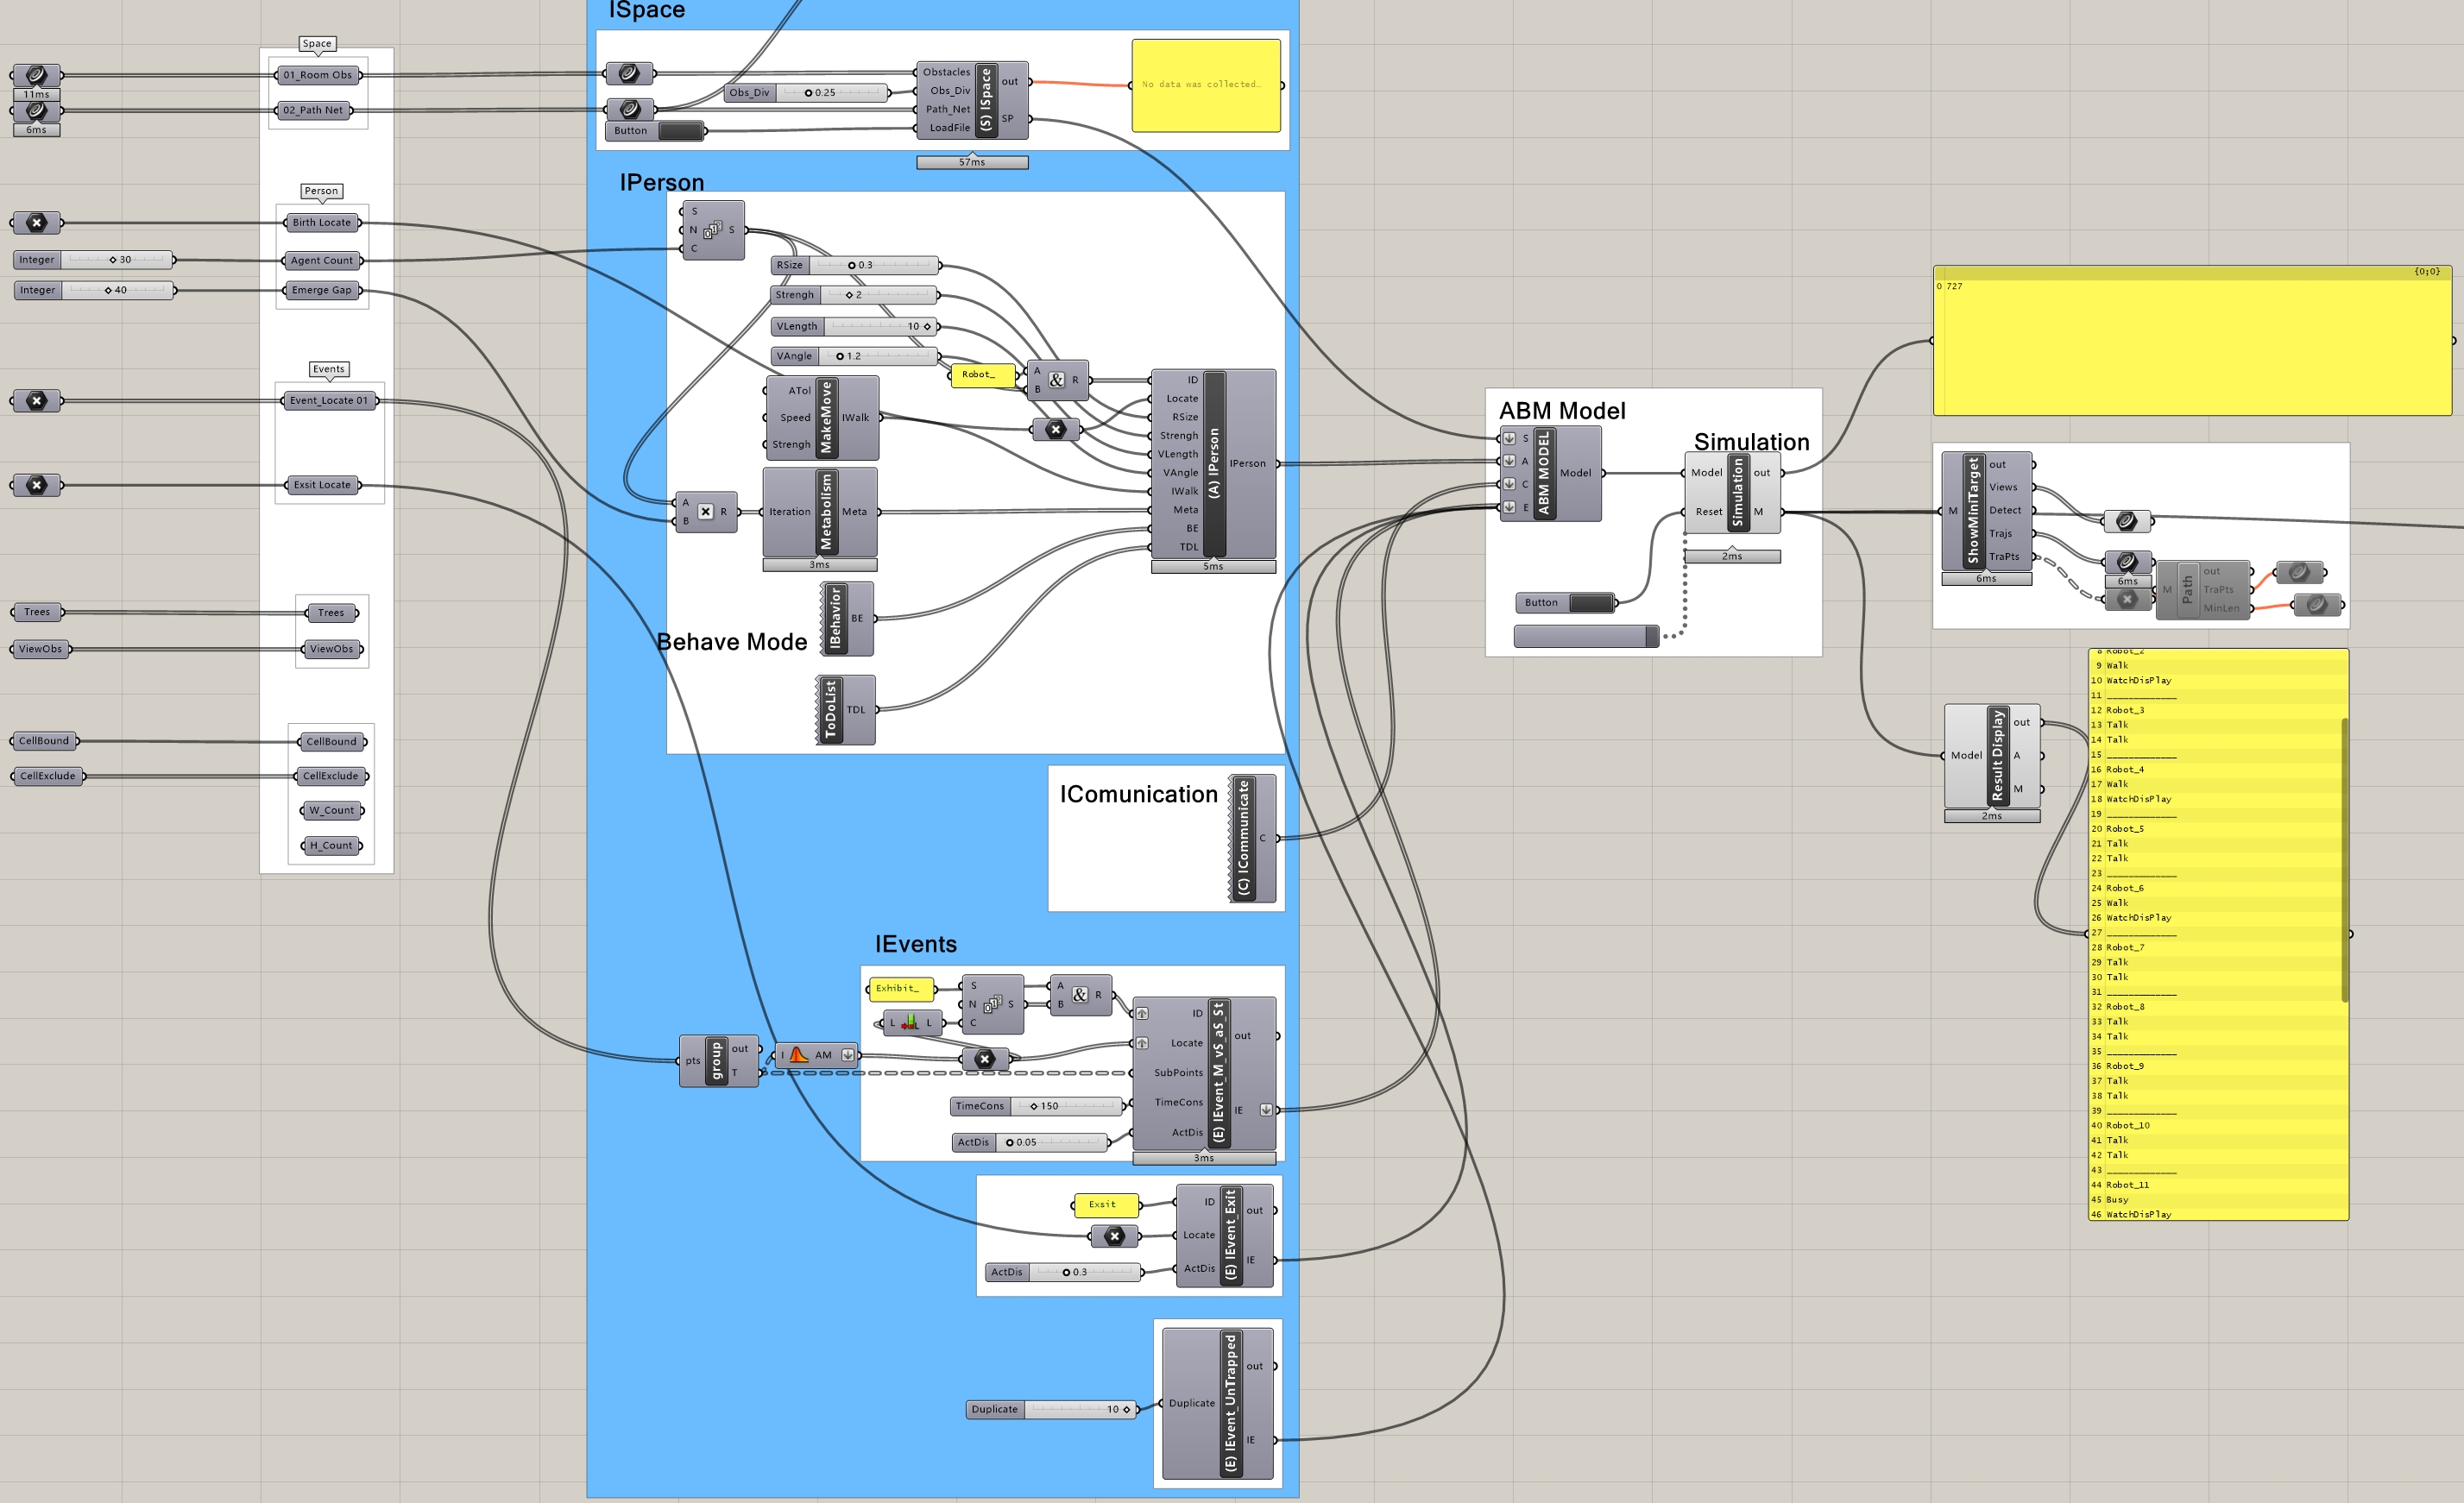 Space
01_Room Obs
11ms
02_Path Net
6ms
Person
Birth Locate
Integer 30
Agent Count
Integer 40
Emerge Gap
Events
Event_Locate 01
Exsit Locate
Trees
Trees
ViewObs
ViewObs
CellBound
CellBound
CellExclude
CellExclude
W_Count
H_Count
ISpace
Obs_Div 0.25
Button
Obstacles
Obs_Div
Path_Net
LoadFile
(S) ISpace
out
SP
57ms
No data was collected…
IPerson
S
N
C
S
RSize 0.3
Strengh 2
VLength 10
VAngle 1.2
Robot_
A
B
R
ATol
Speed
Strengh
MakeMove
IWalk
A
B
R
Iteration
Metabolism
Meta
3ms
Behave Mode
IBehavior
BE
ToDoList
TDL
ID
Locate
RSize
Strengh
VLength
VAngle
IWalk
Meta
BE
TDL
(A) IPerson
IPerson
5ms
IComunication
(C) ICommunicate
C
IEvents
Exhibit_
S
N
C
S
A
B
R
L
L
pts
group
out
T
I
AM
TimeCons 150
ActDis 0.05
ID
Locate
SubPoints
TimeCons
ActDis
(E) IEvent_M_vS_aS_St
out
IE
3ms
Exsit
ActDis 0.3
ID
Locate
ActDis
(E) IEvent_Exit
out
IE
Duplicate 10
Duplicate
(E) IEvent_UnTrapped
out
IE
ABM Model
S
A
C
E
ABM MODEL
Model
Simulation
Model
Reset
Simulation
out
M
2ms
Button
{0;0}
0 727
M
ShowMiniTarget
out
Views
Detect
Trajs
TraPts
6ms
6ms
M
Path
out
TraPts
MinLen
Model
Result Display
out
A
M
2ms
8 Robot_2
9 Walk
10 WatchDisPlay
11 _____________
12 Robot_3
13 Talk
14 Talk
15 _____________
16 Robot_4
17 Walk
18 WatchDisPlay
19 _____________
20 Robot_5
21 Talk
22 Talk
23 _____________
24 Robot_6
25 Walk
26 WatchDisPlay
27 _____________
28 Robot_7
29 Talk
30 Talk
31 _____________
32 Robot_8
33 Talk
34 Talk
35 _____________
36 Robot_9
37 Talk
38 Talk
39 _____________
40 Robot_10
41 Talk
42 Talk
43 _____________
44 Robot_11
45 Busy
46 WatchDisPlay